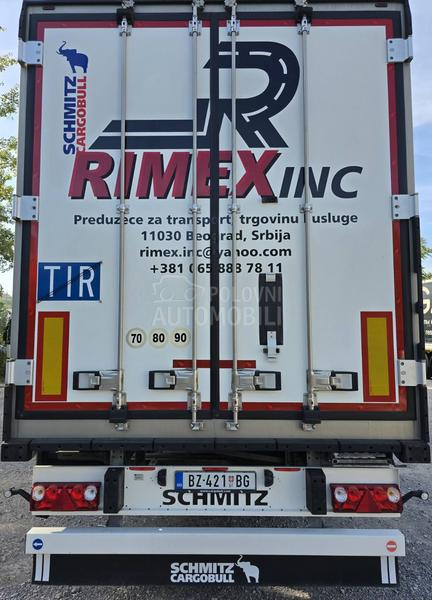 SCHMITZ
CARGOBULL
RIMEX INC
Preduzece za transport, trgovinu i usluge
11030 Beograd, Srbija
rimex.inc@yahoo.com
+381 065 888 78 11
TIR
POLOVNI
AUTOMOBILI
70 80 90
BZ-421 BG
SCHMITZ
SCHMITZ
CARGOBULL